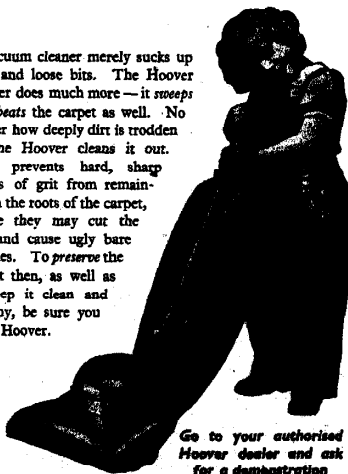 cuum cleaner merely sucks up
and loose bits. The Hoover
er does much more — it sweeps
beats the carpet as well. No
er how deeply dirt is trodden
he Hoover cleans it out.
prevents hard, sharp
s of grit from remain-
n the roots of the carpet,
e they may cut the
and cause ugly bare
es. To preserve the
t then, as well as
ep it clean and
ny, be sure you
Hoover.
Go to your authorised
Hoover dealer and ask
for a demonstration